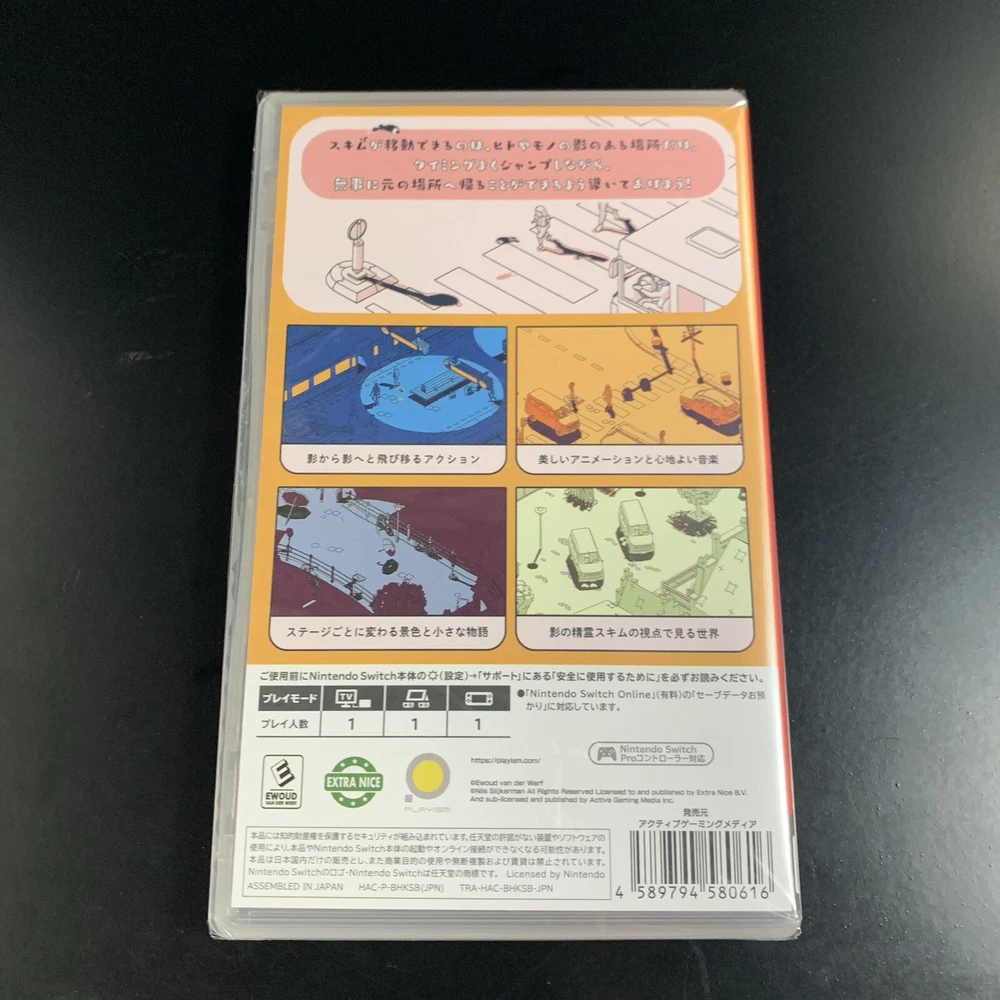 スキムが移動できるのは、ヒトやモノの影のある場所だけ。
タイミングよくジャンプしながら、
無事に元の場所へ帰ることができるよう導いてあげよう!
影から影へと飛び移るアクション
美しいアニメーションと心地よい音楽
ステージごとに変わる景色と小さな物語
影の精霊スキムの視点で見る世界
ご使用前にNintendo Switch本体の(設定)→「サポート」にある「安全に使用するために」を必ずお読みください。
プレイモード
TV
プレイ人数
1
1
1
●「Nintendo Switch Online」(有料)の「セーブデータお預
かり」に対応しています。
Nintendo Switch
Proコントローラー対応
EWOUD
VAN DER WERF
EXTRA NICE
PLAYISM
https://playism.com/
©Ewoud van der Werf
©Nils Slijkerman All Rights Reserved Licensed to and published by Extra Nice B.V.
And sub-licensed and published by Active Gaming Media Inc.
発売元
アクティブゲーミングメディア
本品には知的財産権を保護するセキュリティが組み込まれています。任天堂の許諾がない装置やソフトウェアの
使用により、本品やNintendo Switch本体の起動やオンライン接続ができなくなる可能性があります。
本品は日本国内だけの販売とし、また商業目的の使用や無断複製および賃貸は禁止されています。
Nintendo Switchのロゴ・Nintendo Switchは任天堂の商標です。 Licensed by Nintendo
ASSEMBLED IN JAPAN HAC-P-BHKSB(JPN) TRA-HAC-BHKSB-JPN
4 589794 580616